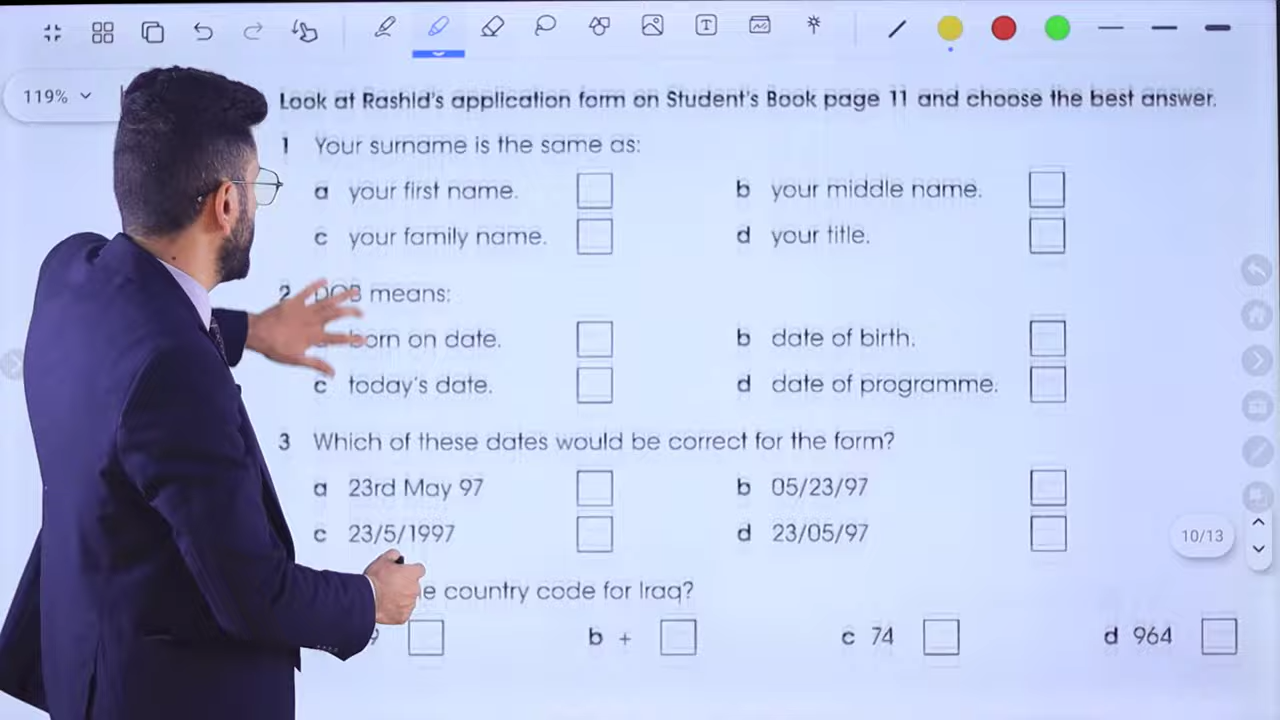 119%
Look at Rashid's application form on Student's Book page 11 and choose the best answer.
1 Your surname is the same as:
a your first name.
b your middle name.
c your family name.
d your title.
2 DOB means:
born on date.
b date of birth.
c today's date.
d date of programme.
3 Which of these dates would be correct for the form?
a 23rd May 97
b 05/23/97
c 23/5/1997
d 23/05/97
10/13
country code for Iraq?
b +
c 74
d 964